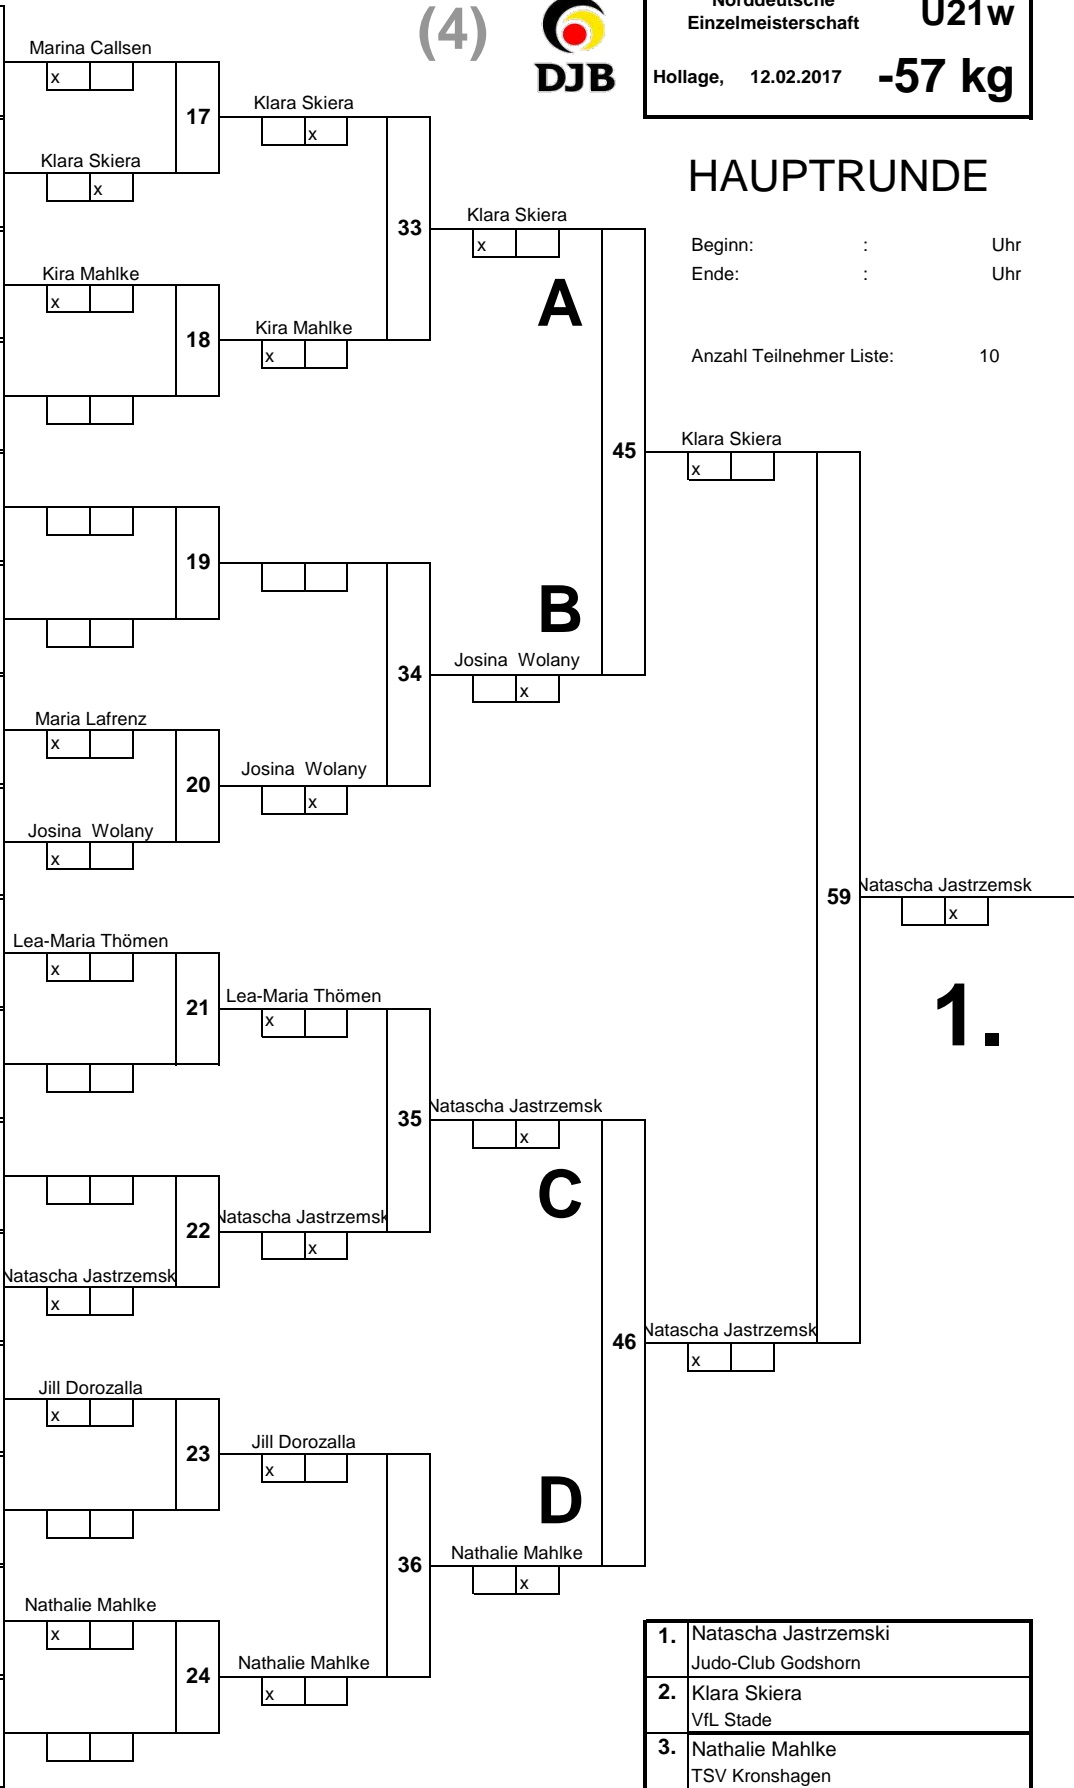 Norddeutsche
(4)
U21w
Einzelmeisterschaft
DJB
Hollage, 12.02.2017 -57 kg
Marina Callsen
x
17
Klara Skiera
x
Klara Skiera
x
HAUPTRUNDE
33
Klara Skiera
x
Beginn: : Uhr
Ende: : Uhr
Kira Mahlke
x
A
18
Kira Mahlke
x
Anzahl Teilnehmer Liste: 10
45
Klara Skiera
x
19
B
34
Josina Wolany
x
Maria Lafrenz
x
20
Josina Wolany
x
Josina Wolany
x
59
Natascha Jastrzemsk
x
Lea-Maria Thömen
x
21
Lea-Maria Thömen
x
1.
35
Natascha Jastrzemsk
x
C
22
Natascha Jastrzemsk
x
Natascha Jastrzemsk
x
46
Natascha Jastrzemsk
x
Jill Dorozalla
x
23
Jill Dorozalla
x
D
36
Nathalie Mahlke
x
Nathalie Mahlke
x
24
Nathalie Mahlke
x
1. Natascha Jastrzemski
Judo-Club Godshorn
2. Klara Skiera
VfL Stade
3. Nathalie Mahlke
TSV Kronshagen